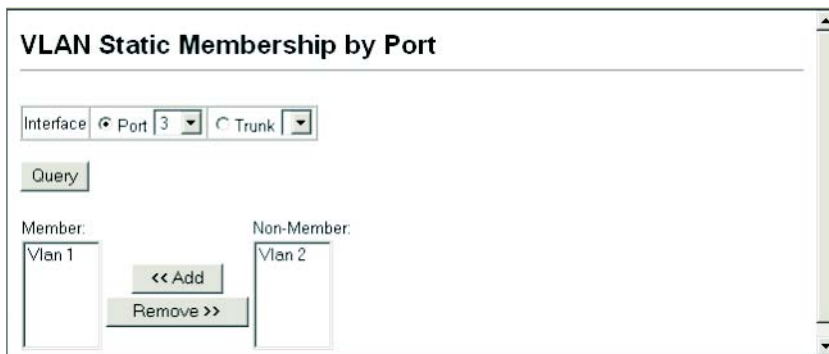 VLAN Static Membership by Port
Interface Port 3 Trunk
Query
Member: Non-Member:
Vlan 1 Vlan 2
<< Add
Remove >>